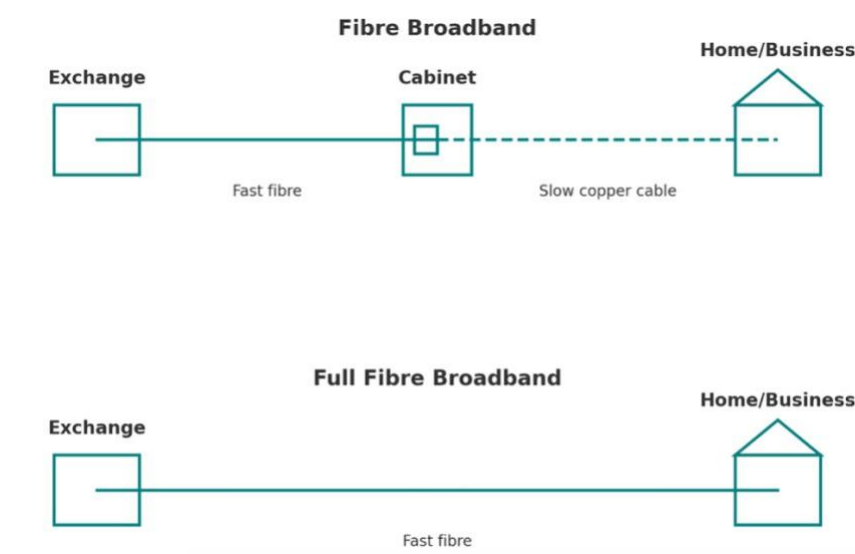 Fibre Broadband
Home/Business
Exchange
Cabinet
Fast fibre
Slow copper cable
Full Fibre Broadband
Home/Business
Exchange
Fast fibre